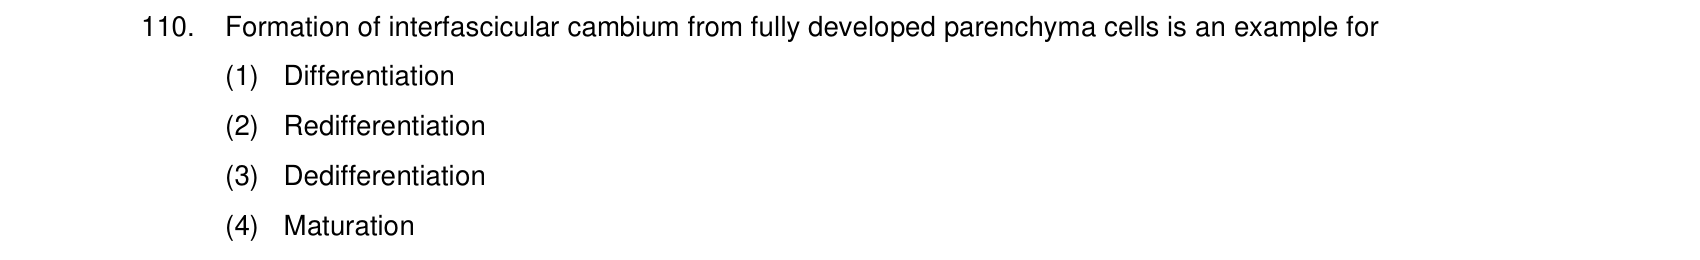 110. Formation of interfascicular cambium from fully developed parenchyma cells is an example for
(1) Differentiation
(2) Redifferentiation
(3) Dedifferentiation
(4) Maturation